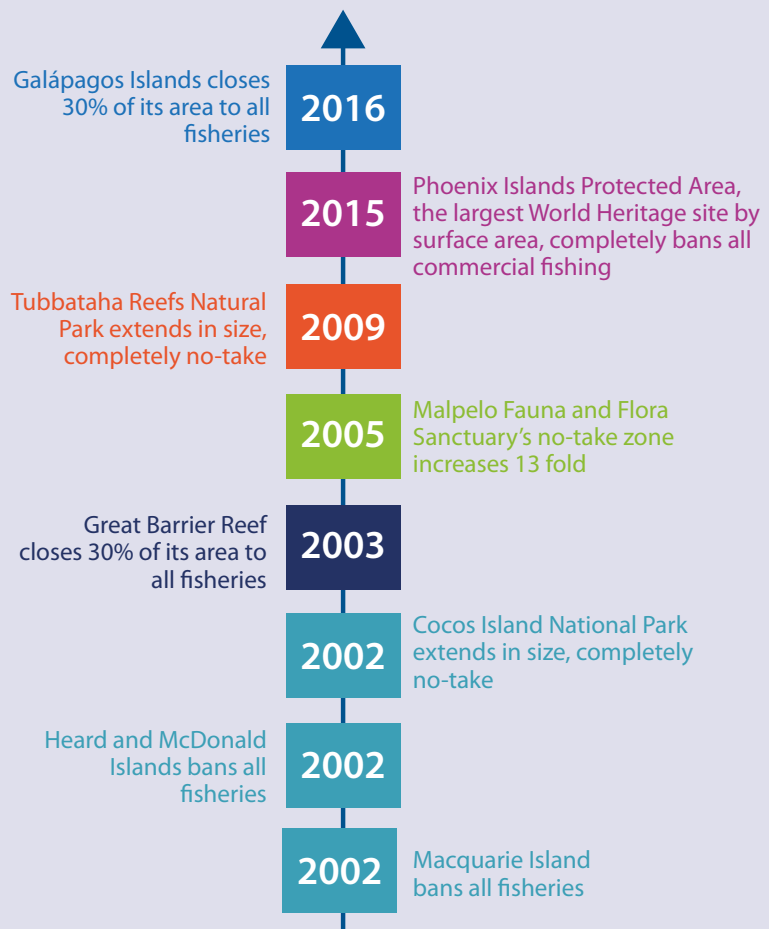 Galápagos Islands closes
30% of its area to all
fisheries
2016
2015
Phoenix Islands Protected Area,
the largest World Heritage site by
surface area, completely bans all
commercial fishing
Tubbataha Reefs Natural
Park extends in size,
completely no-take
2009
2005
Malpelo Fauna and Flora
Sanctuary’s no-take zone
increases 13 fold
Great Barrier Reef
closes 30% of its area to
all fisheries
2003
2002
Cocos Island National Park
extends in size, completely
no-take
Heard and McDonald
Islands bans all
fisheries
2002
2002
Macquarie Island
bans all fisheries